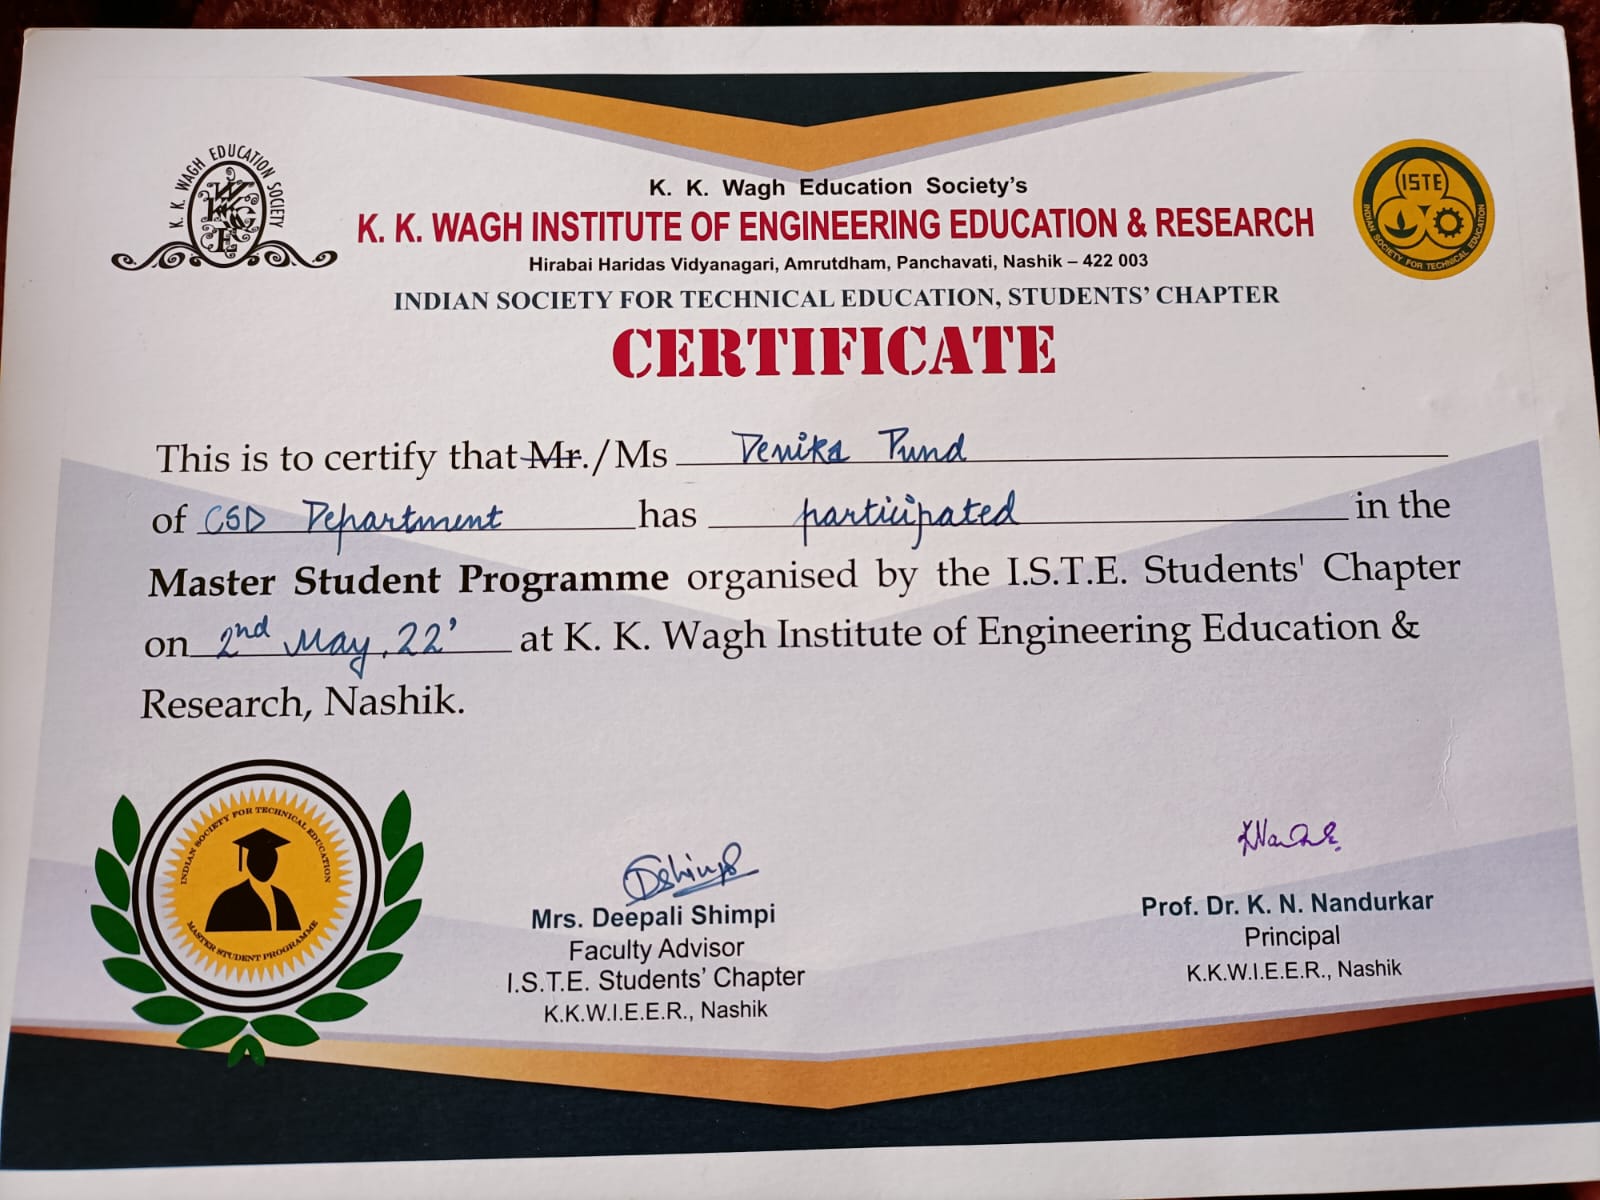 K. K. WAGH EDUCATION SOCIETY
K. K. Wagh Education Society's
K. K. WAGH INSTITUTE OF ENGINEERING EDUCATION & RESEARCH
Hirabai Haridas Vidyanagari, Amrutdham, Panchavati, Nashik – 422 003
INDIAN SOCIETY FOR TECHNICAL EDUCATION, STUDENTS' CHAPTER
ISTE
INDIAN SOCIETY FOR TECHNICAL EDUCATION
CERTIFICATE
This is to certify that Mr./Ms Denika Pund
of CSD Department has participated in the
Master Student Programme organised by the I.S.T.E. Students' Chapter
on 2nd May, 22' at K. K. Wagh Institute of Engineering Education &
Research, Nashik.
INDIAN SOCIETY FOR TECHNICAL EDUCATION
MASTER STUDENT PROGRAMME
DShimpi
Mrs. Deepali Shimpi
Faculty Advisor
I.S.T.E. Students' Chapter
K.K.W.I.E.E.R., Nashik
Prof. Dr. K. N. Nandurkar
Principal
K.K.W.I.E.E.R., Nashik